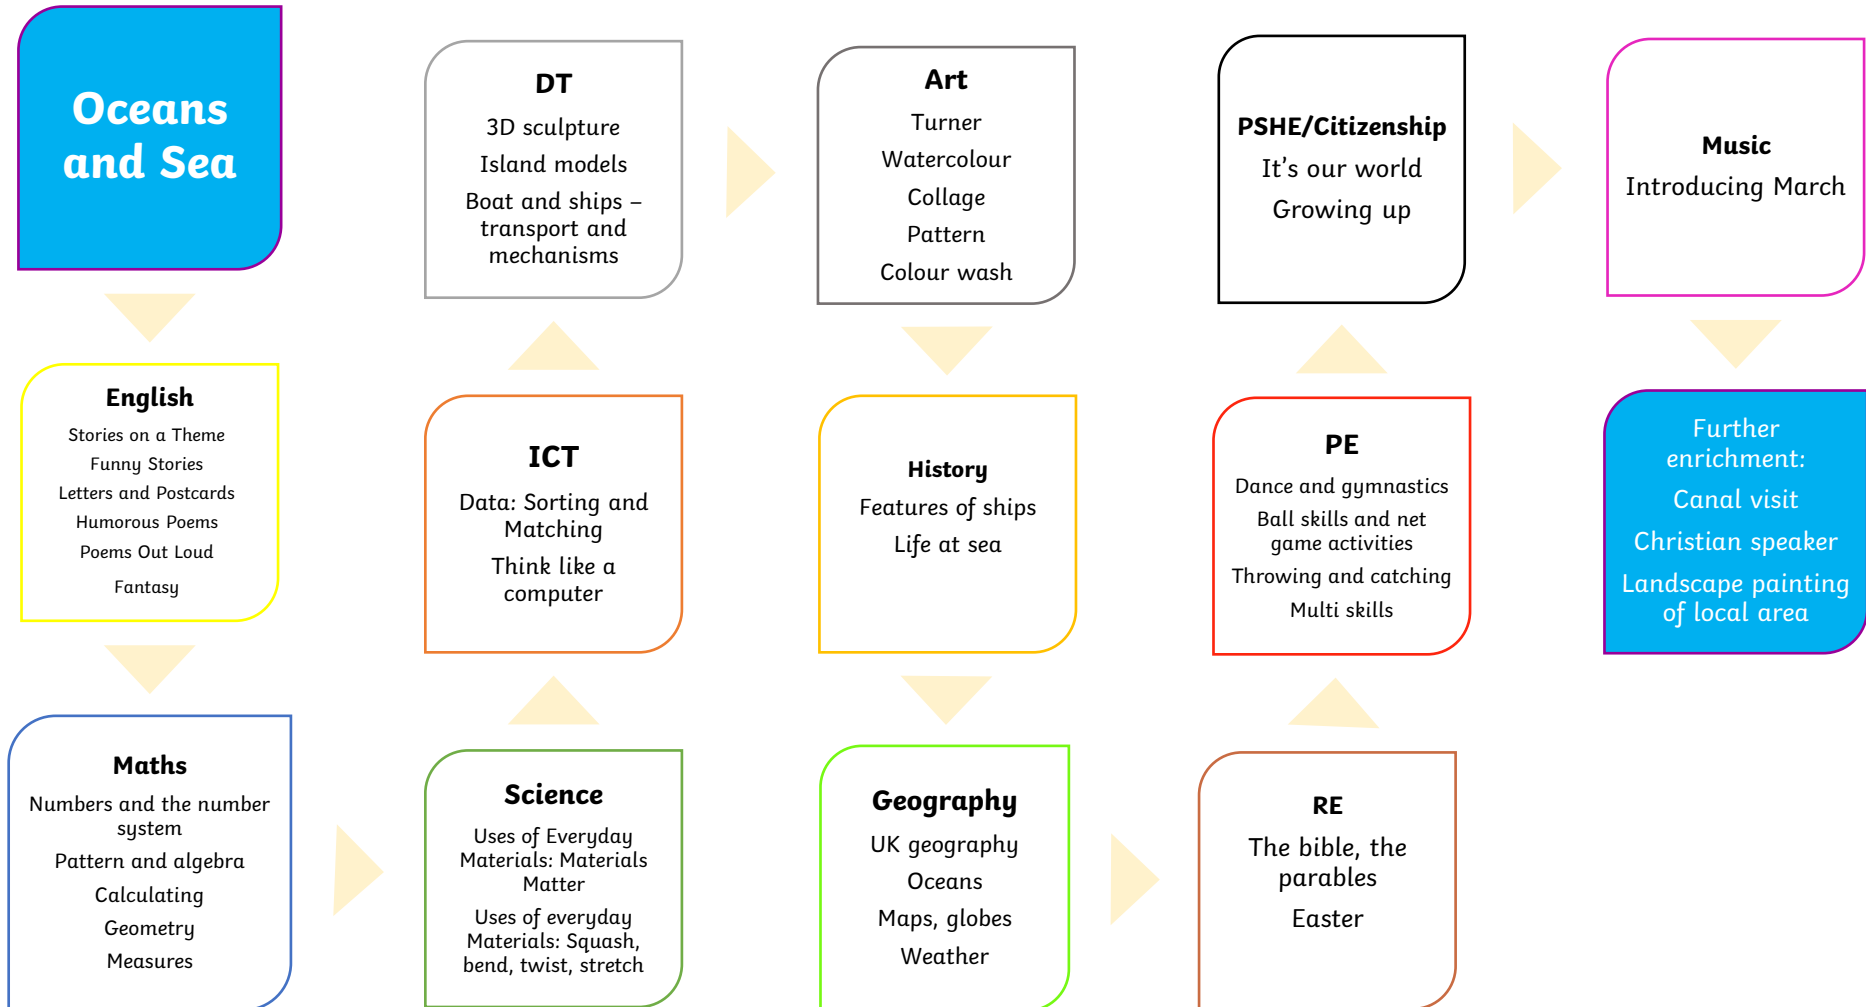 Oceans
and Sea
English
Stories on a Theme
Funny Stories
Letters and Postcards
Humorous Poems
Poems Out Loud
Fantasy
Maths
Numbers and the number
system
Pattern and algebra
Calculating
Geometry
Measures
Science
Uses of Everyday
Materials: Materials
Matter
Uses of everyday
Materials: Squash,
bend, twist, stretch
ICT
Data: Sorting and
Matching
Think like a
computer
DT
3D sculpture
Island models
Boat and ships –
transport and
mechanisms
Art
Turner
Watercolour
Collage
Pattern
Colour wash
History
Features of ships
Life at sea
Geography
UK geography
Oceans
Maps, globes
Weather
RE
The bible, the
parables
Easter
PE
Dance and gymnastics
Ball skills and net
game activities
Throwing and catching
Multi skills
PSHE/Citizenship
It's our world
Growing up
Music
Introducing March
Further
enrichment:
Canal visit
Christian speaker
Landscape painting
of local area